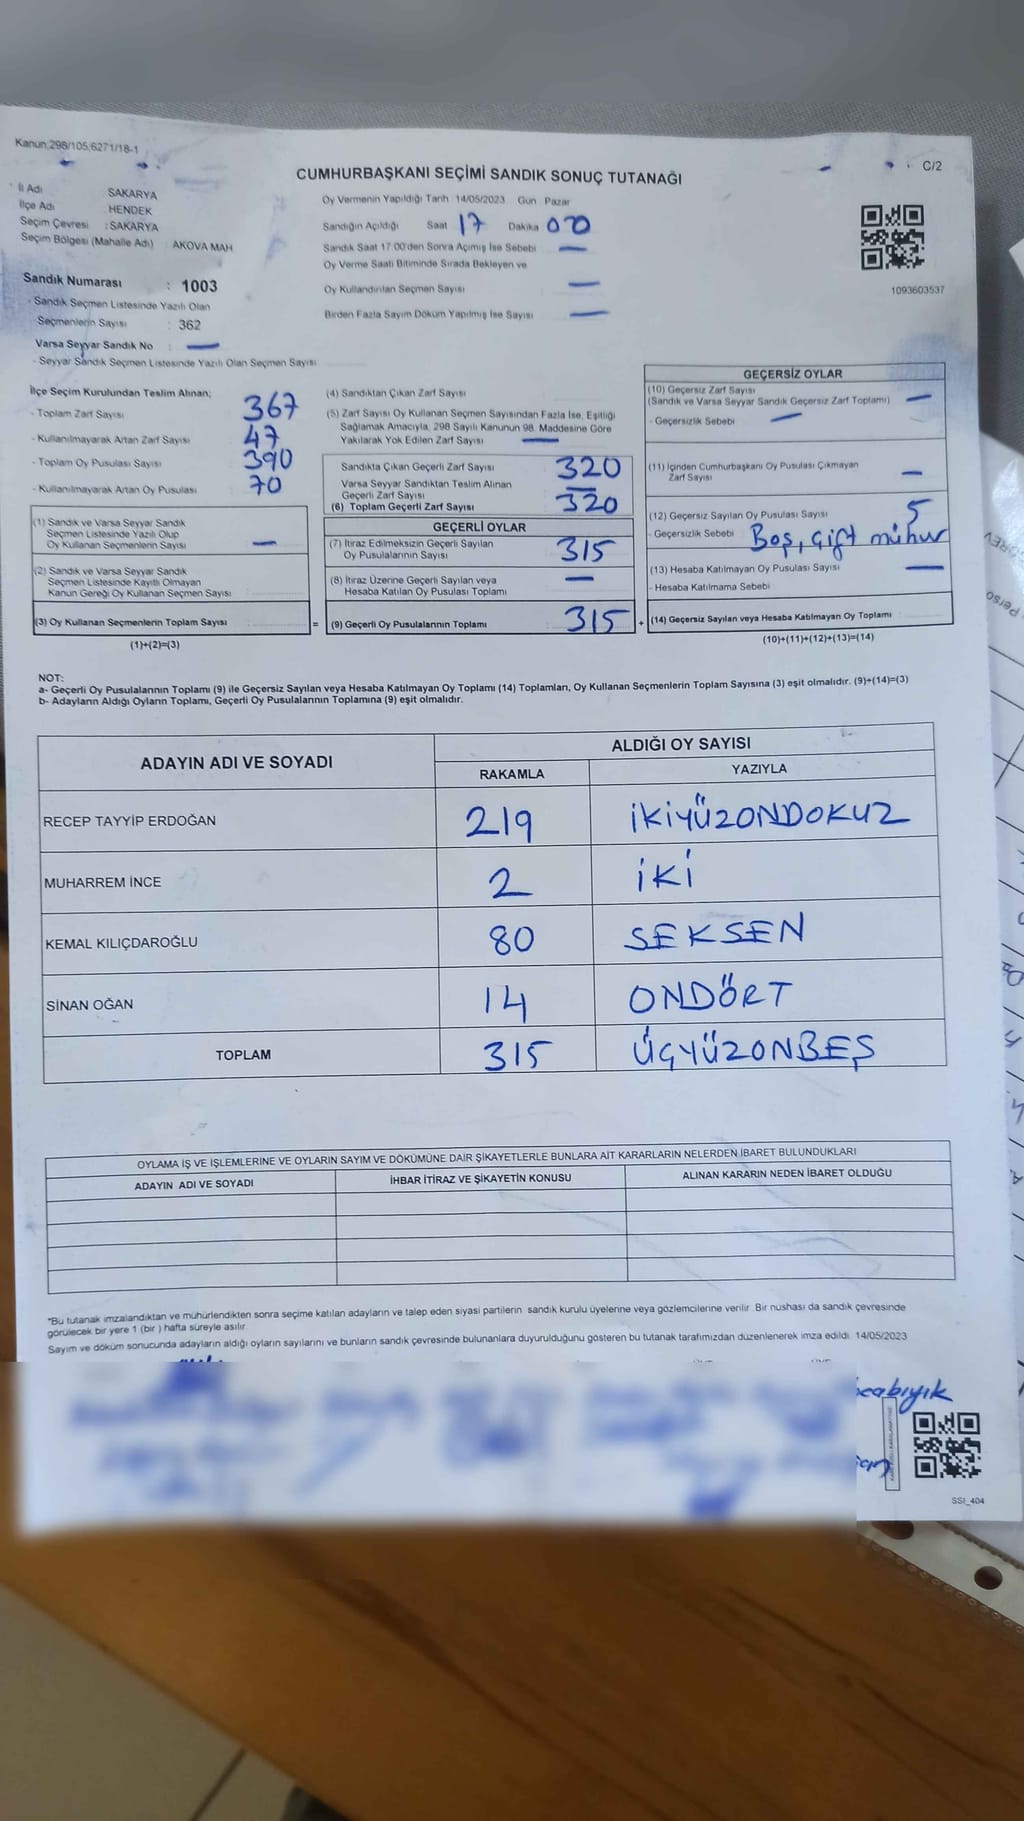 Kanun;298/105,6271/18-1
C/2
CUMHURBAŞKANI SEÇİMİ SANDIK SONUÇ TUTANAĞI
İl Adı SAKARYA
İlçe Adı HENDEK
Seçim Çevresi : SAKARYA
Seçim Bölgesi (Mahalle Adı) : AKOVA MAH
Sandık Numarası : 1003
- Sandık Seçmen Listesinde Yazılı Olan
Seçmenlerin Sayısı : 362
Varsa Seyyar Sandık No
- Seyyar Sandık Seçmen Listesinde Yazılı Olan Seçmen Sayısı
Oy Vermenin Yapıldığı Tarih 14/05/2023 Gün Pazar
Sandığın Açıldığı Saat 17 Dakika 00
Sandık Saat 17.00'den Sonra Açımış İse Sebebi
Oy Verme Saati Bitiminde Sırada Bekleyen ve
Oy Kullandırılan Seçmen Sayısı
Birden Fazla Sayım Döküm Yapılmış İse Sayısı
1093603537
İlçe Seçim Kurulundan Teslim Alınan;
- Toplam Zarf Sayısı 367
- Kullanılmayarak Artan Zarf Sayısı 47
- Toplam Oy Pusulası Sayısı 390
- Kullanılmayarak Artan Oy Pusulası 70
(1) Sandık ve Varsa Seyyar Sandık
Seçmen Listesinde Yazılı Olup
Oy Kullanan Seçmenlerin Sayısı
(2) Sandık ve Varsa Seyyar Sandık
Seçmen Listesinde Kayıtlı Olmayan
Kanun Gereği Oy Kullanan Seçmen Sayısı
(3) Oy Kullanan Seçmenlerin Toplam Sayısı =
(1)+(2)=(3)
(4) Sandıktan Çıkan Zarf Sayısı
(5) Zarf Sayısı Oy Kullanan Seçmen Sayısından Fazla İse, Eşitliği
Sağlamak Amacıyla, 298 Sayılı Kanunun 98. Maddesine Göre
Yakılarak Yok Edilen Zarf Sayısı
Sandıkta Çıkan Geçerli Zarf Sayısı 320
Varsa Seyyar Sandıktan Teslim Alınan
Geçerli Zarf Sayısı
(6) Toplam Geçerli Zarf Sayısı 320
GEÇERLİ OYLAR
(7) İtiraz Edilmeksizin Geçerli Sayılan
Oy Pusulalarının Sayısı 315
(8) İtiraz Üzerine Geçerli Sayılan veya
Hesaba Katılan Oy Pusulası Toplamı
(9) Geçerli Oy Pusulalarının Toplamı 315 +
GEÇERSİZ OYLAR
(10) Geçersiz Zarf Sayısı
(Sandık ve Varsa Seyyar Sandık Geçersiz Zarf Toplamı)
- Geçersizlik Sebebi
(11) İçinden Cumhurbaşkanı Oy Pusulası Çıkmayan
Zarf Sayısı
(12) Geçersiz Sayılan Oy Pusulası Sayısı 5
- Geçersizlik Sebebi Boş, Çift mühür
(13) Hesaba Katılmayan Oy Pusulası Sayısı
- Hesaba Katılmama Sebebi
(14) Geçersiz Sayılan veya Hesaba Katılmayan Oy Toplamı
(10)+(11)+(12)+(13)=(14)
NOT:
a- Geçerli Oy Pusulalarının Toplamı (9) ile Geçersiz Sayılan veya Hesaba Katılmayan Oy Toplamı (14) Toplamları, Oy Kullanan Seçmenlerin Toplam Sayısına (3) eşit olmalıdır. (9)+(14)=(3)
b- Adayların Aldığı Oyların Toplamı, Geçerli Oy Pusulalarının Toplamına (9) eşit olmalıdır.
ADAYIN ADI VE SOYADI ALDIĞI OY SAYISI
RAKAMLA YAZIYLA
RECEP TAYYİP ERDOĞAN 219 İKİYÜZONDOKUZ
MUHARREM İNCE 2 İKİ
KEMAL KILIÇDAROĞLU 80 SEKSEN
SİNAN OĞAN 14 ONDÖRT
TOPLAM 315 ÜÇYÜZONBEŞ
OYLAMA İŞ VE İŞLEMLERİNE VE OYLARIN SAYIM VE DÖKÜMÜNE DAİR ŞİKAYETLERLE BUNLARA AİT KARARLARIN NELERDEN İBARET BULUNDUKLARI
ADAYIN ADI VE SOYADI İHBAR İTİRAZ VE ŞİKAYETİN KONUSU ALINAN KARARIN NEDEN İBARET OLDUĞU
*Bu tutanak imzalandıktan ve mühürlendikten sonra seçime katılan adayların ve talep eden siyasi partilerin sandık kurulu üyelerine veya gözlemcilerine verilir. Bir nushası da sandık çevresinde
görülecek bir yere 1 (bir ) hafta süreyle asılır.
Sayım ve döküm sonucunda adayların aldığı oyların sayılarını ve bunların sandık çevresinde bulunanlara duyurulduğunu gösteren bu tutanak tarafımızdan düzenlenerek imza edildi. 14/05/2023
SSI_404